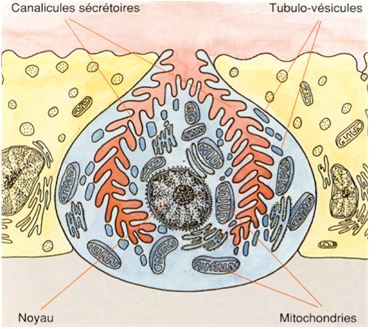 Canalicules sécrétoires
Tubulo-vésicules
Noyau
Mitochondries